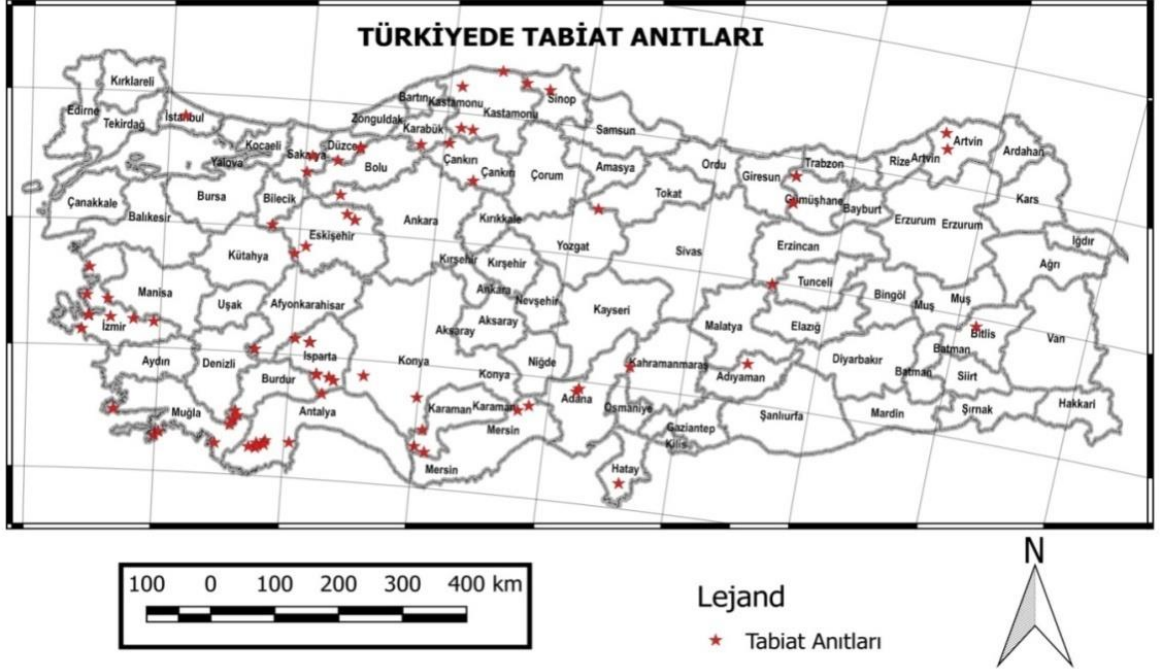 TÜRKİYEDE TABİAT ANITLARI
Kırklareli
Edirne
Tekirdağ
İstanbul
Kocaeli
Yalova
Sakarya
Düzce
Zonguldak
Bartın
Kastamonu
Kastamonu
Sinop
Karabük
Bolu
Çankırı
Çankırı
Samsun
Çorum
Amasya
Ordu
Tokat
Giresun
Trabzon
Gümüşhane
Bayburt
Rize
Artvin
Artvin
Ardahan
Kars
Erzurum
Erzurum
Iğdır
Ağrı
Çanakkale
Balıkesir
Bursa
Bilecik
Eskişehir
Kütahya
Ankara
Kırıkkale
Kırşehir
Kırşehir
Ankara
Yozgat
Sivas
Erzincan
Tunceli
Bingöl
Muş
Muş
Bitlis
Van
Manisa
İzmir
Uşak
Afyonkarahisar
Aksaray
Aksaray
Nevşehir
Kayseri
Malatya
Elazığ
Diyarbakır
Batman
Batman
Siirt
Şırnak
Hakkari
Mardin
Şanlıurfa
Adıyaman
Kahramanmaraş
Aydın
Denizli
Isparta
Burdur
Konya
Konya
Niğde
Muğla
Antalya
Karaman
Karaman
Mersin
Mersin
Adana
Osmaniye
Gaziantep
Kilis
Hatay
100 0 100 200 300 400 km
N
Lejand
Tabiat Anıtları